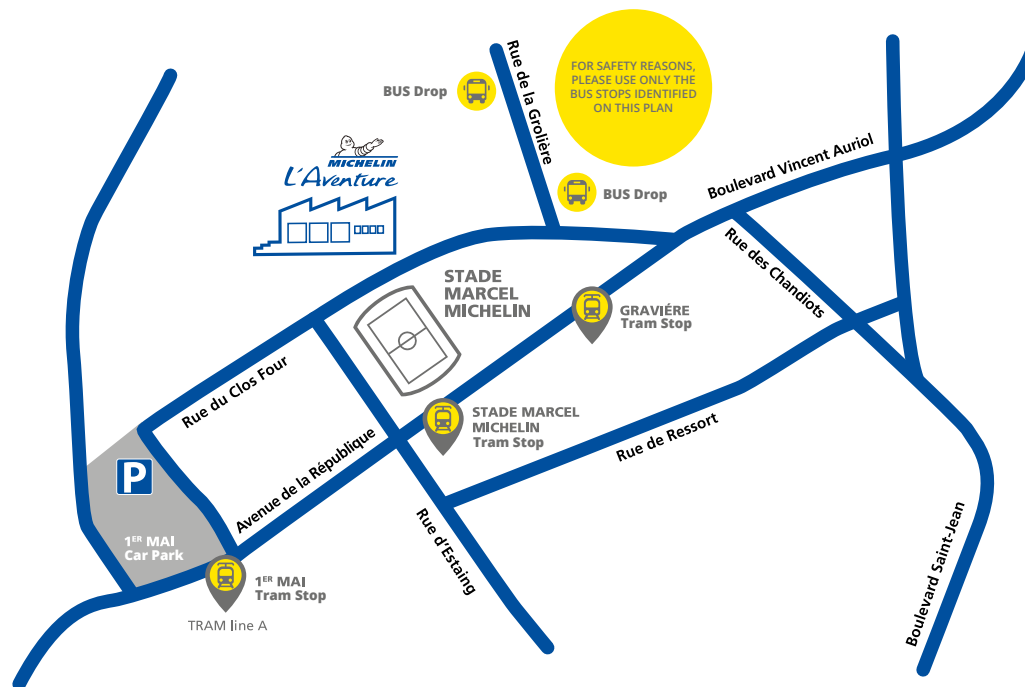 FOR SAFETY REASONS,
PLEASE USE ONLY THE
BUS STOPS IDENTIFIED
ON THIS PLAN
BUS Drop
Rue de la Grolière
BUS Drop
Boulevard Vincent Auriol
MICHELIN
L'Aventure
Rue des Chandiots
STADE
MARCEL
MICHELIN
GRAVIÉRE
Tram Stop
Rue du Clos Four
STADE MARCEL
MICHELIN
Tram Stop
Rue de Ressort
Avenue de la République
P
1ER MAI
Car Park
Rue d'Estaing
Boulevard Saint-Jean
1ER MAI
Tram Stop
TRAM line A